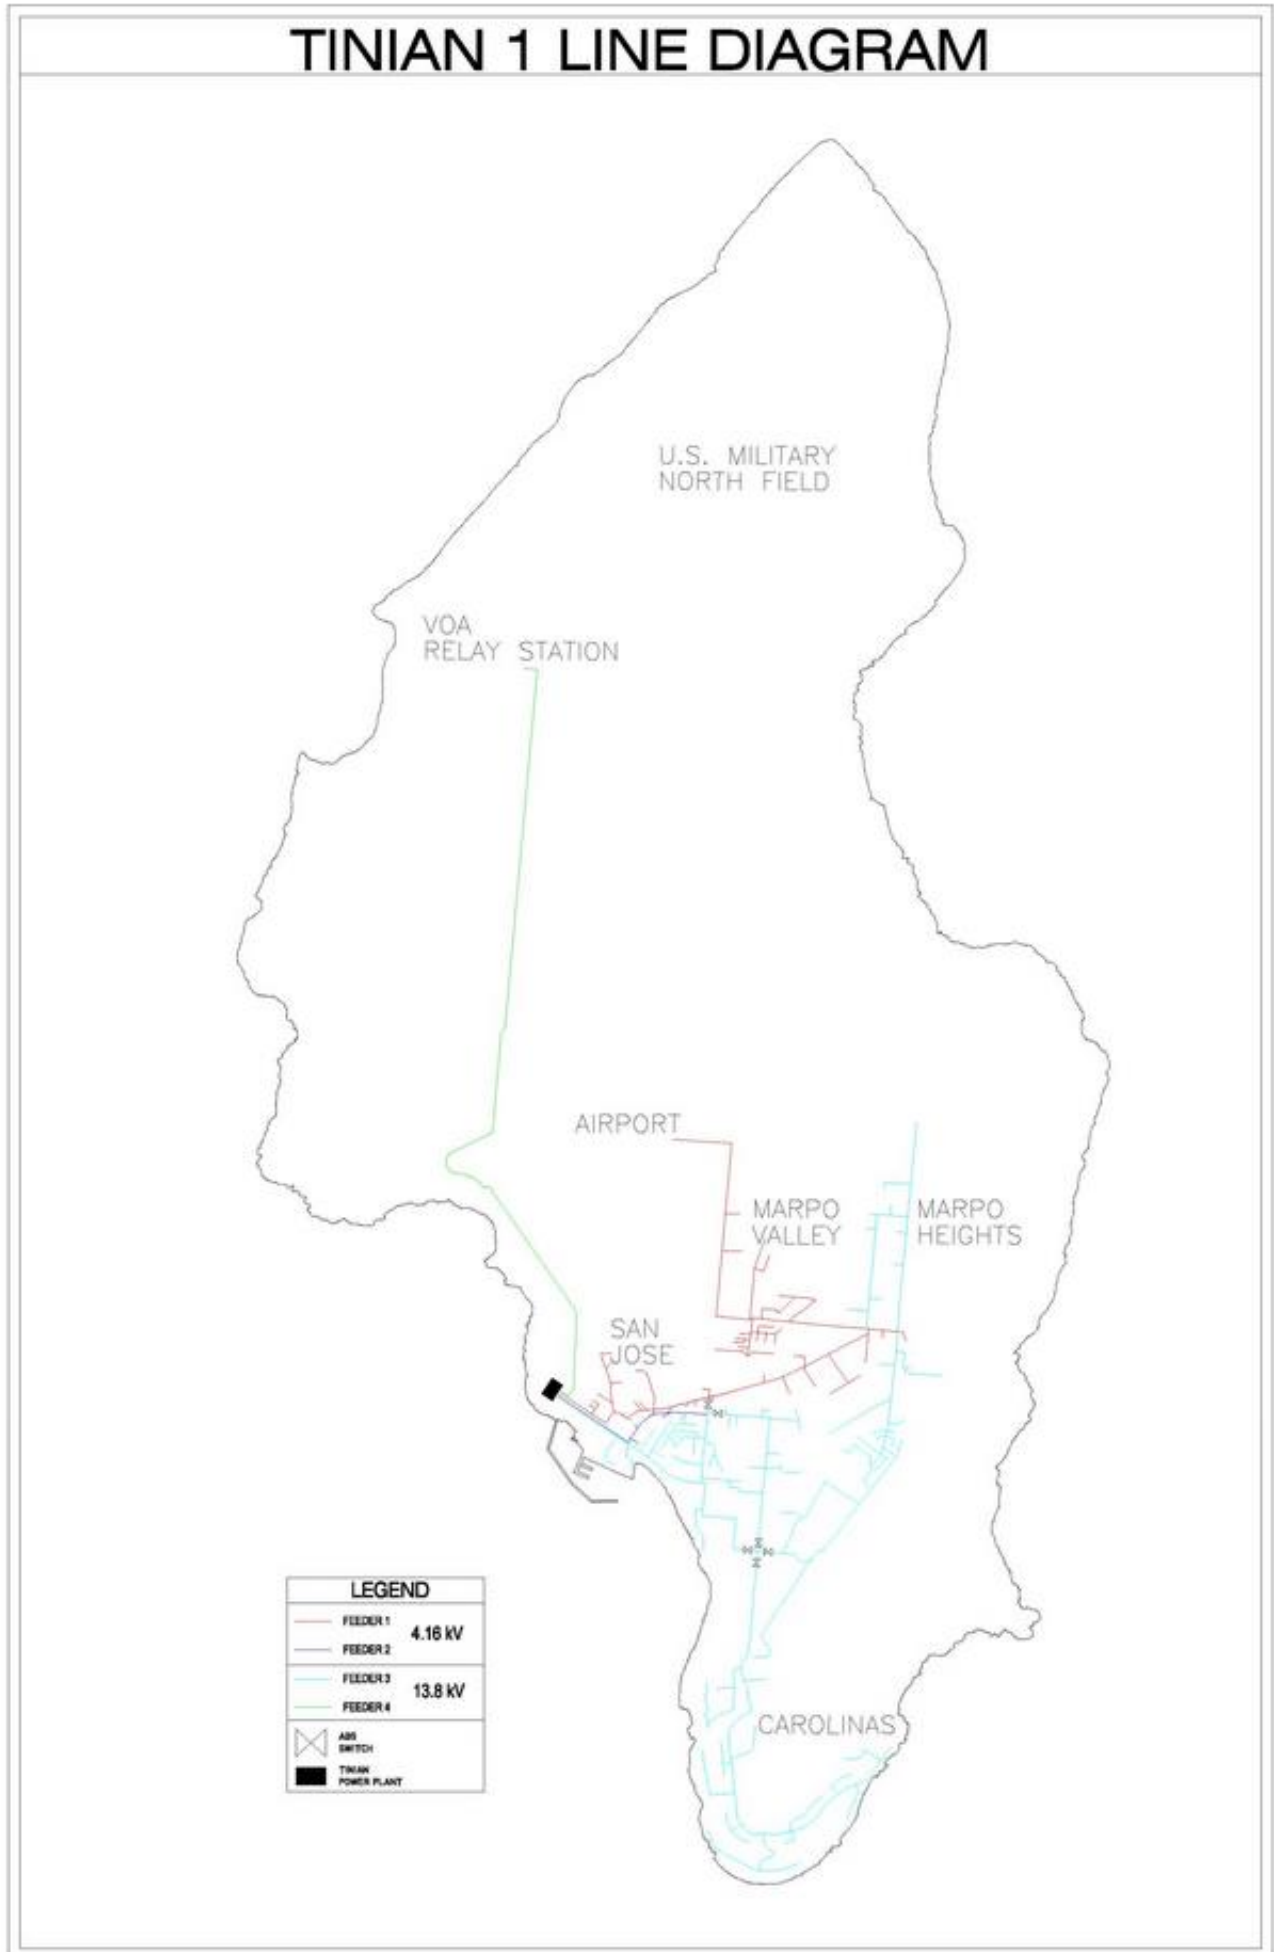 TINIAN 1 LINE DIAGRAM
U.S. MILITARY
NORTH FIELD
VOA
RELAY STATION
AIRPORT
MARPO
VALLEY
MARPO
HEIGHTS
SAN
JOSE
CAROLINAS
LEGEND
FEEDER 1
4.16 kV
FEEDER 2
FEEDER 3
13.8 kV
FEEDER 4
ABS
SWITCH
TINIAN
POWER PLANT